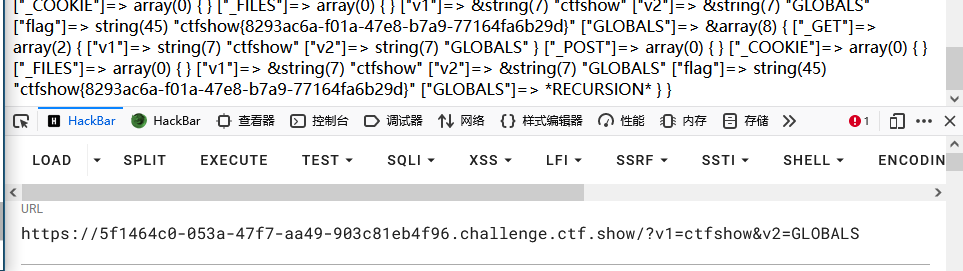 ["_COOKIE"]=> array(0) { } ["_FILES"]=> array(0) { } ["v1"]=> &string(7) "ctfshow" ["v2"]=> &string(7) "GLOBALS"
["flag"]=> string(45) "ctfshow{8293ac6a-f01a-47e8-b7a9-77164fa6b29d}" ["GLOBALS"]=> &array(8) { ["_GET"]=>
array(2) { ["v1"]=> string(7) "ctfshow" ["v2"]=> string(7) "GLOBALS" } ["_POST"]=> array(0) { } ["_COOKIE"]=> array(0) { }
["_FILES"]=> array(0) { } ["v1"]=> &string(7) "ctfshow" ["v2"]=> &string(7) "GLOBALS" ["flag"]=> string(45)
"ctfshow{8293ac6a-f01a-47e8-b7a9-77164fa6b29d}" ["GLOBALS"]=> *RECURSION* } }
HackBar HackBar 查看器 控制台 调试器 网络 样式编辑器 性能 内存 存储 1
LOAD SPLIT EXECUTE TEST SQLI XSS LFI SSRF SSTI SHELL ENCODIN
URL
https://5f1464c0-053a-47f7-aa49-903c81eb4f96.challenge.ctf.show/?v1=ctfshow&v2=GLOBALS